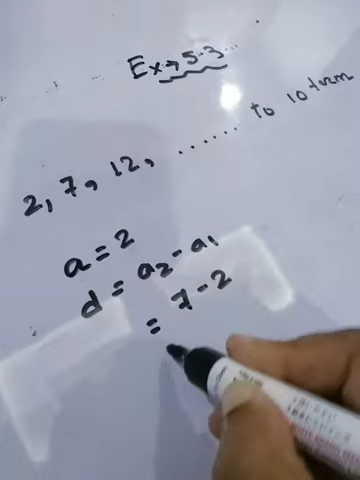 Ex → 5.3...
2, 7, 12, ....... to 10 term
a = 2
d = a₂ - a₁
= 7 - 2
=